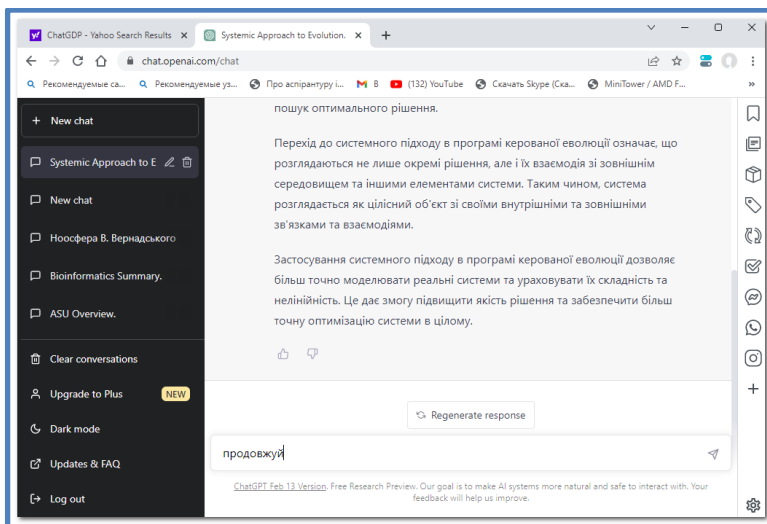 ChatGDP - Yahoo Search Results
Systemic Approach to Evolution.
chat.openai.com/chat
Рекомендуемые са...
Рекомендуемые уз...
Про аспірантуру і...
В
(132) YouTube
Скачать Skype (Ска...
MiniTower / AMD F...
New chat
Systemic Approach to E
New chat
Ноосфера В. Вернадського
Bioinformatics Summary.
ASU Overview.
Clear conversations
Upgrade to Plus NEW
Dark mode
Updates & FAQ
Log out
пошук оптимального рішення.
Перехід до системного підходу в програмі керованої еволюції означає, що
розглядаються не лише окремі рішення, але і їх взаємодія зі зовнішнім
середовищем та іншими елементами системи. Таким чином, система
розглядається як цілісний об'єкт зі своїми внутрішніми та зовнішніми
зв'язками та взаємодіями.
Застосування системного підходу в програмі керованої еволюції дозволяє
більш точно моделювати реальні системи та ураховувати їх складність та
нелінійність. Це дає змогу підвищити якість рішення та забезпечити більш
точну оптимізацію системи в цілому.
Regenerate response
продовжуй
ChatGPT Feb 13 Version. Free Research Preview. Our goal is to make AI systems more natural and safe to interact with. Your
feedback will help us improve.